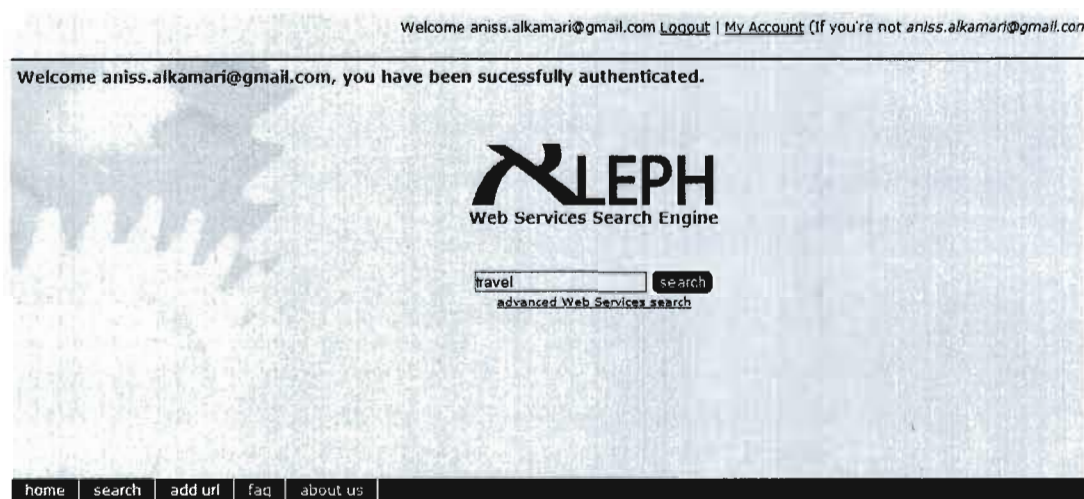 Welcome aniss.alkamari@gmail.com Logout | My Account (If you're not aniss.alkamari@gmail.com
Welcome aniss.alkamari@gmail.com, you have been sucessfully authenticated.
ALEPH
Web Services Search Engine
travel search
advanced Web Services search
home search add url faq about us